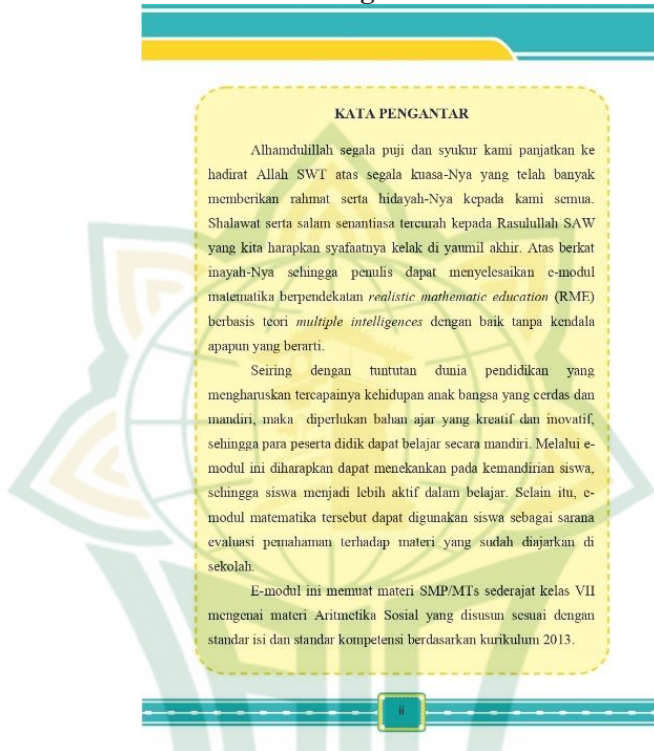 KATA PENGANTAR
Alhamdulillah segala puji dan syukur kami panjatkan ke
hadirat Allah SWT atas segala kuasa-Nya yang telah banyak
memberikan rahmat serta hidayah-Nya kepada kami semua.
Shalawat serta salam senantiasa tercurah kepada Rasulullah SAW
yang kita harapkan syafaatnya kelak di yaumil akhir. Atas berkat
inayah-Nya sehingga penulis dapat menyelesaikan e-modul
matematika berpendekatan realistic mathematic education (RME)
berbasis teori multiple intelligences dengan baik tanpa kendala
apapun yang berarti.
Seiring dengan tuntutan dunia pendidikan yang
mengharuskan tercapainya kehidupan anak bangsa yang cerdas dan
mandiri, maka diperlukan bahan ajar yang kreatif dan inovatif,
sehingga para peserta didik dapat belajar secara mandiri. Melalui e-
modul ini diharapkan dapat menekankan pada kemandirian siswa,
sehingga siswa menjadi lebih aktif dalam belajar. Selain itu, e-
modul matematika tersebut dapat digunakan siswa sebagai sarana
evaluasi pemahaman terhadap materi yang sudah diajarkan di
sekolah.
E-modul ini memuat materi SMP/MTs sederajat kelas VII
mengenai materi Aritmetika Sosial yang disusun sesuai dengan
standar isi dan standar kompetensi berdasarkan kurikulum 2013.
ii